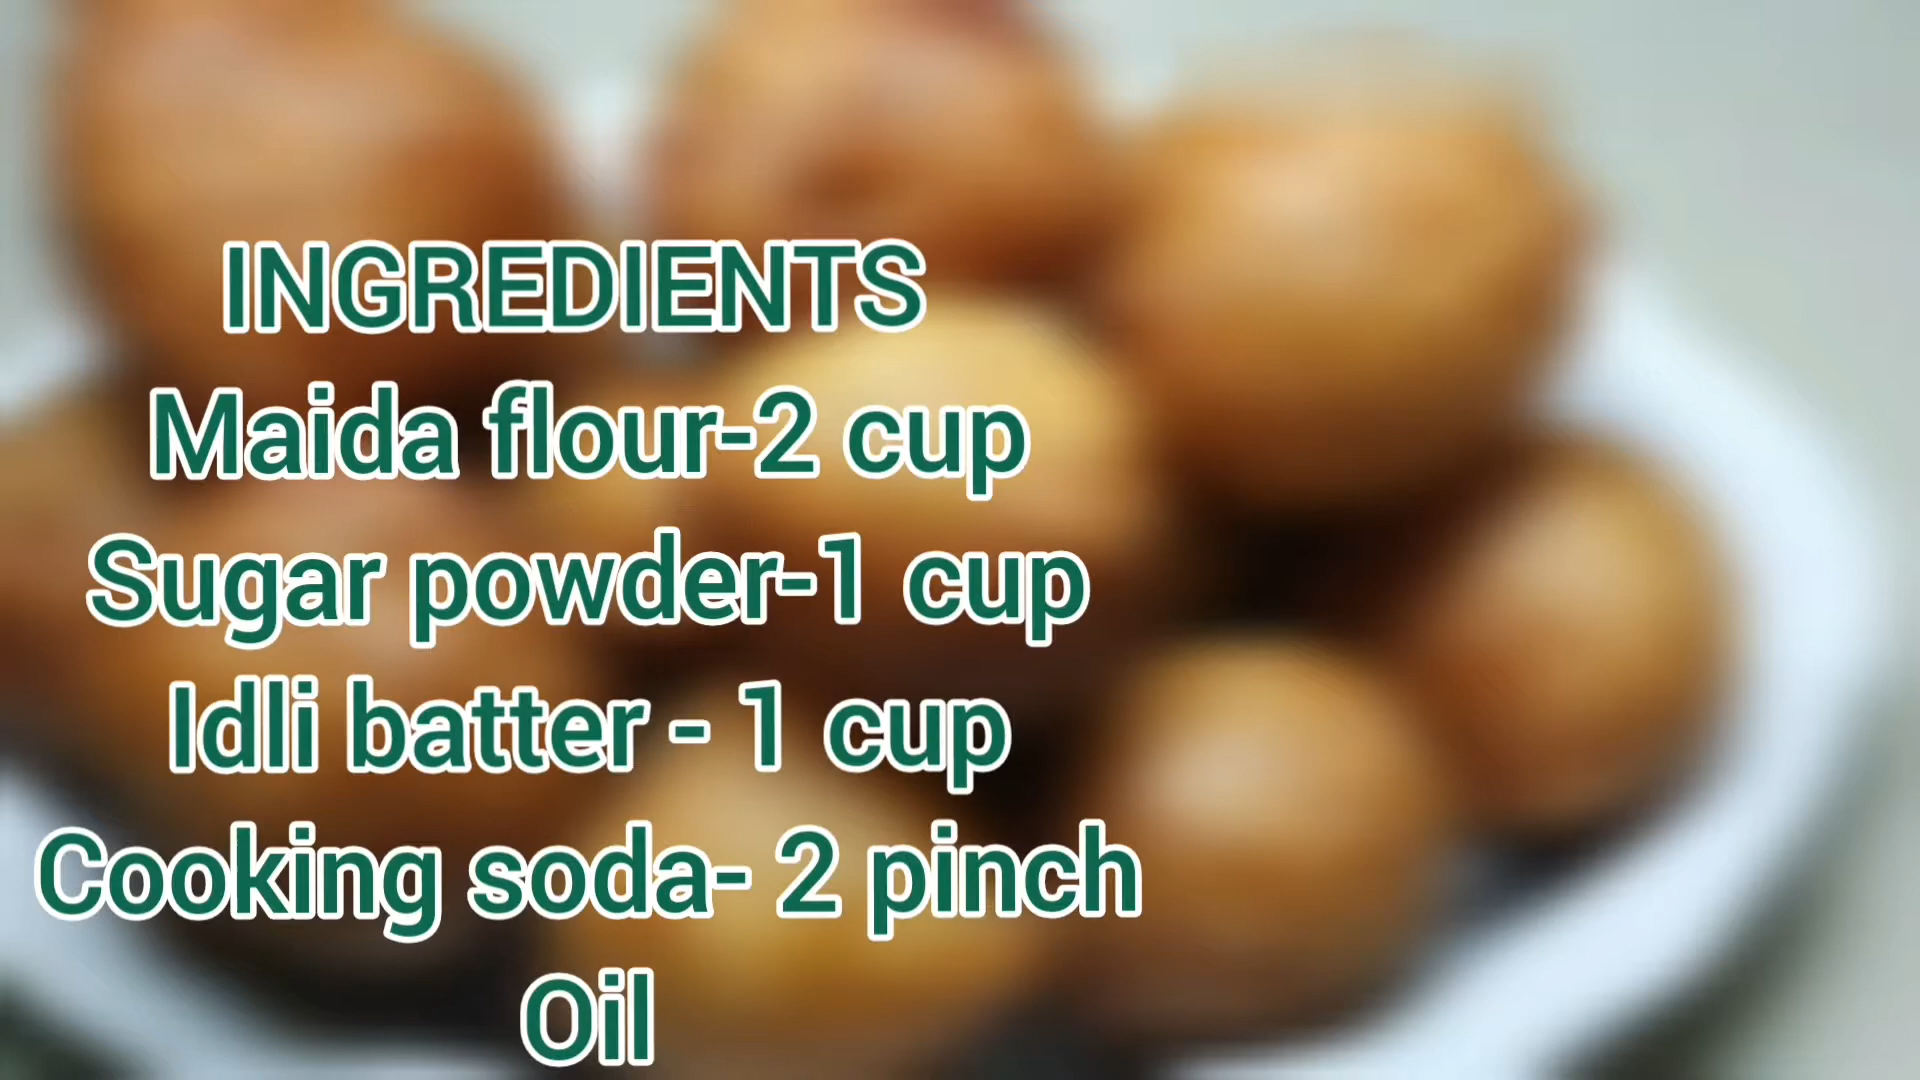 INGREDIENTS
Maida flour-2 cup
Sugar powder-1 cup
Idli batter - 1 cup
Cooking soda- 2 pinch
Oil